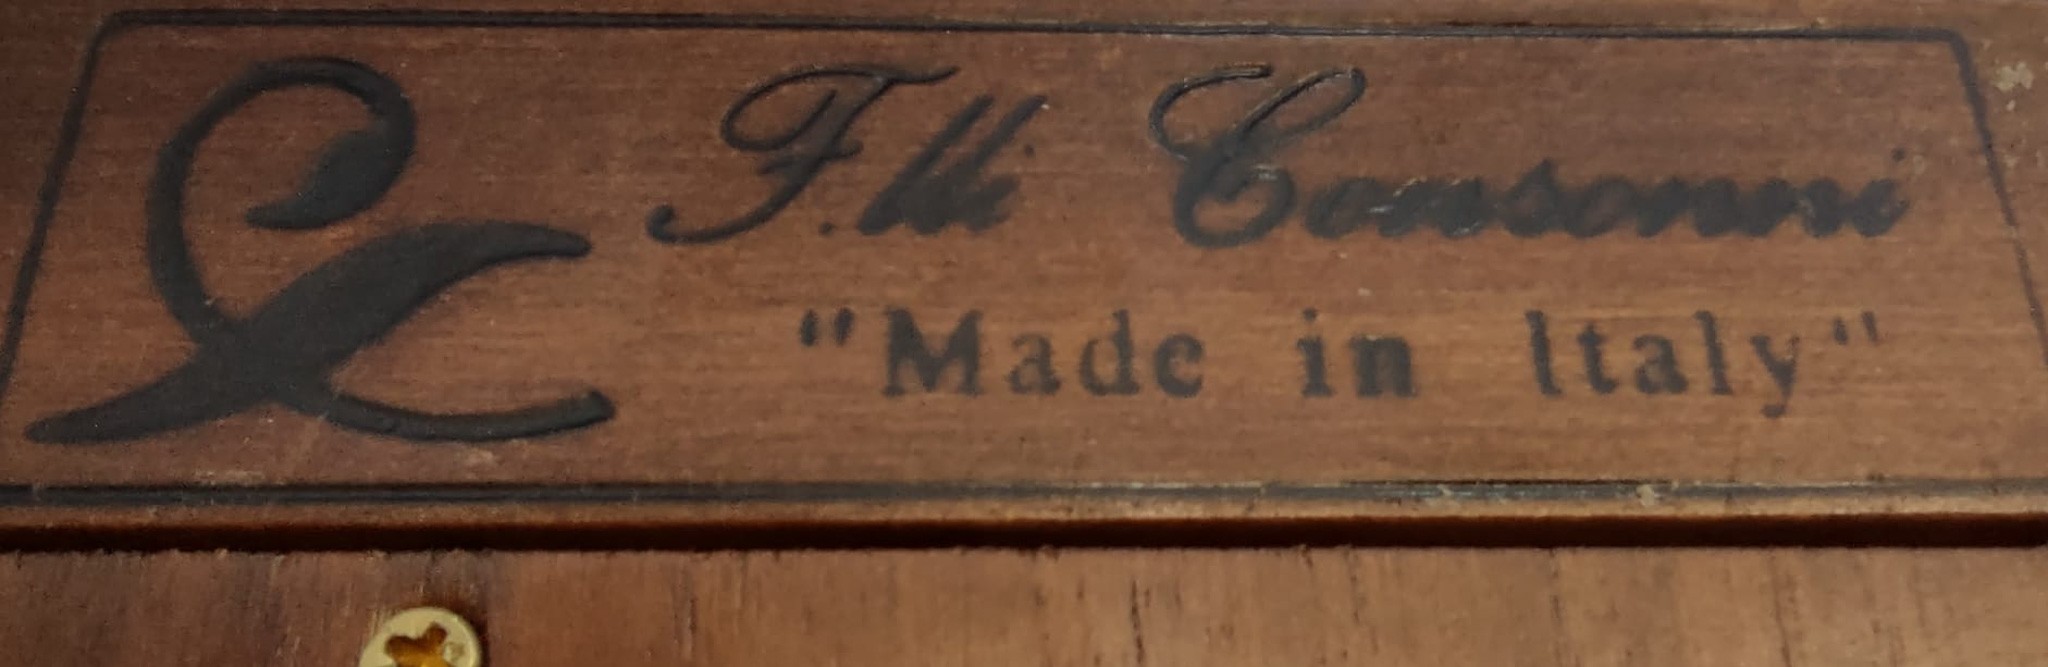 F.lli Consonni
"Made in Italy"